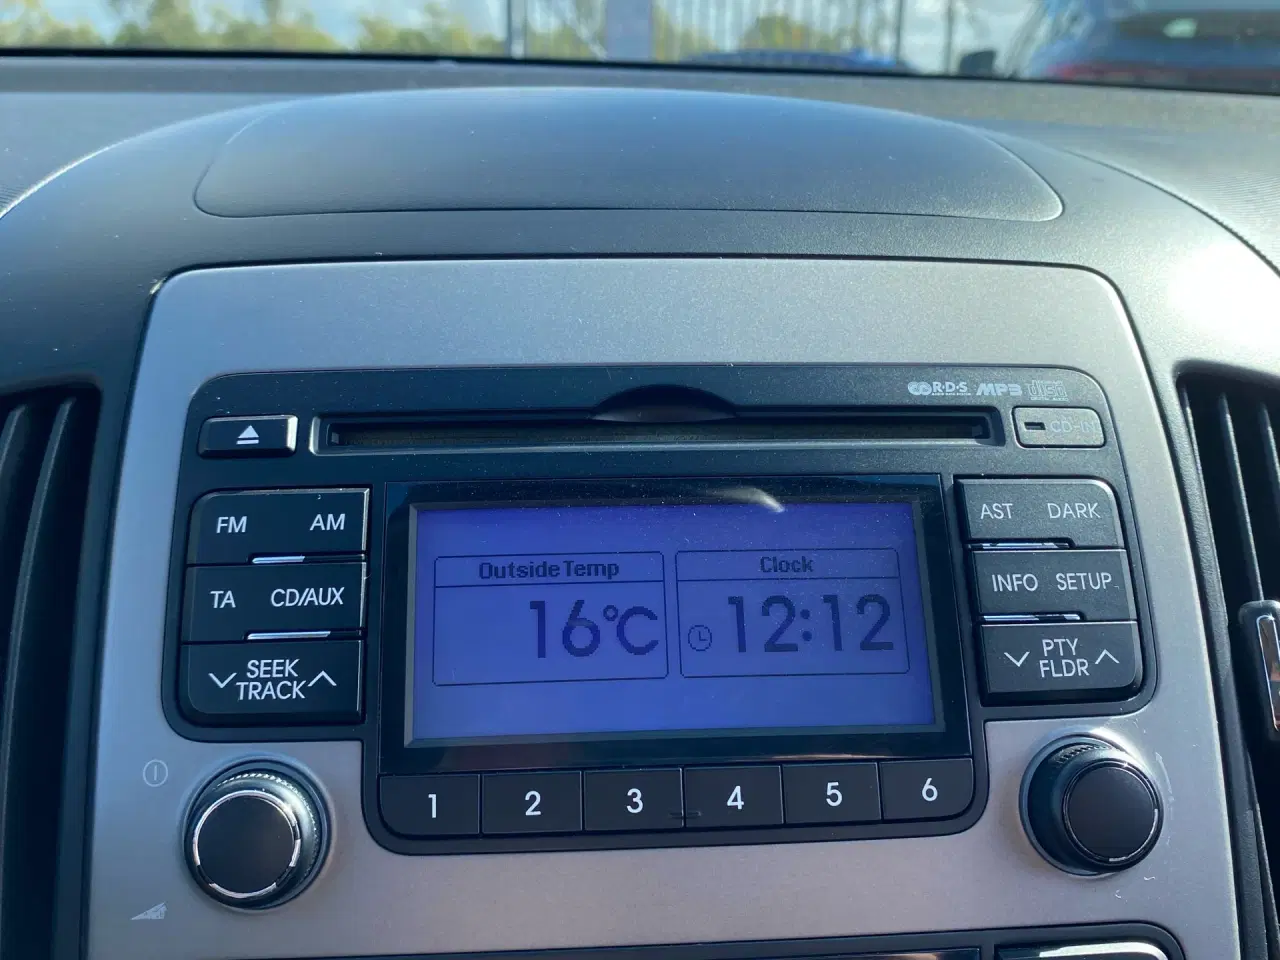 R·D·S MP3 disc
CD-IN
FM AM
AST DARK
TA CD/AUX
INFO SETUP
SEEK
TRACK
PTY
FLDR
Outside Temp
16°C
Clock
12:12
1 2 3 4 5 6